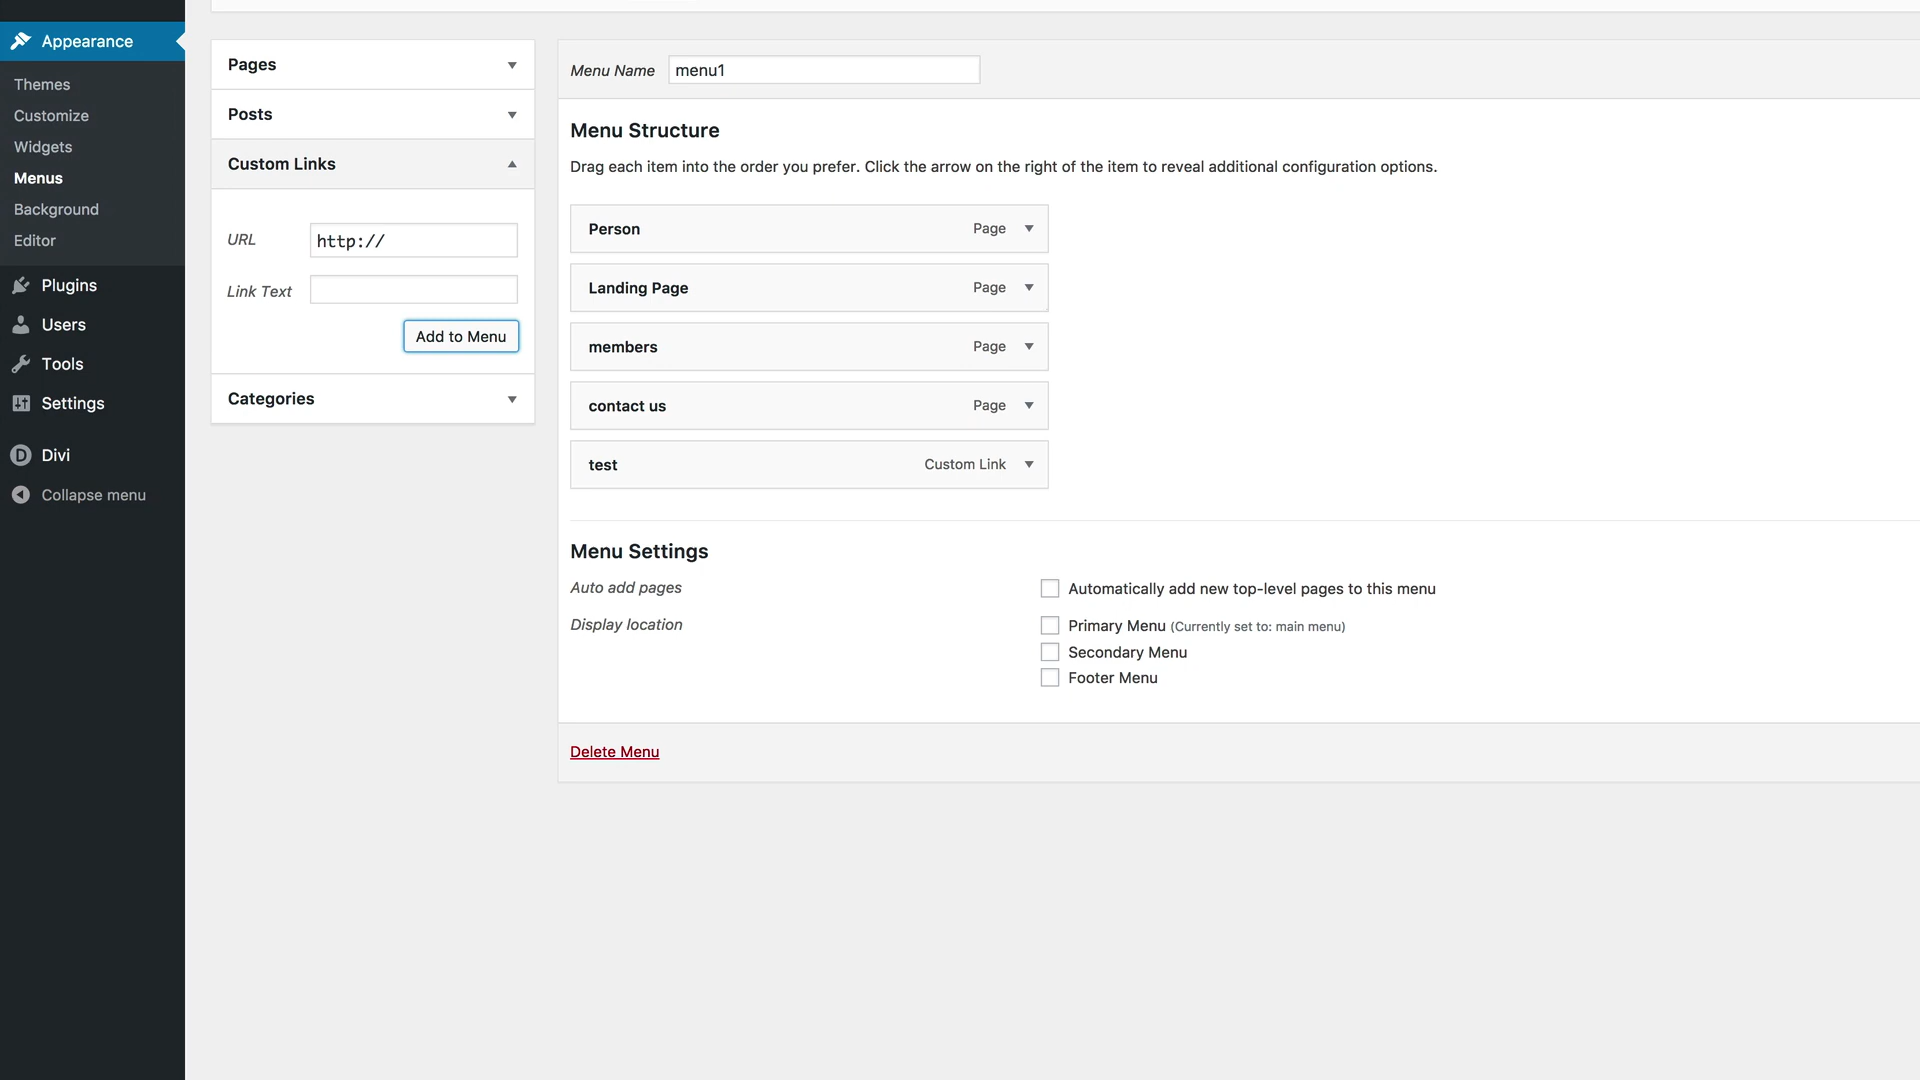 Appearance
Themes
Customize
Widgets
Menus
Background
Editor
Plugins
Users
Tools
Settings
Divi
Collapse menu
Pages
Posts
Custom Links
URL http://
Link Text
Add to Menu
Categories
Menu Name menu1
Menu Structure
Drag each item into the order you prefer. Click the arrow on the right of the item to reveal additional configuration options.
Person Page
Landing Page Page
members Page
contact us Page
test Custom Link
Menu Settings
Auto add pages Automatically add new top-level pages to this menu
Display location Primary Menu (Currently set to: main menu)
Secondary Menu
Footer Menu
Delete Menu